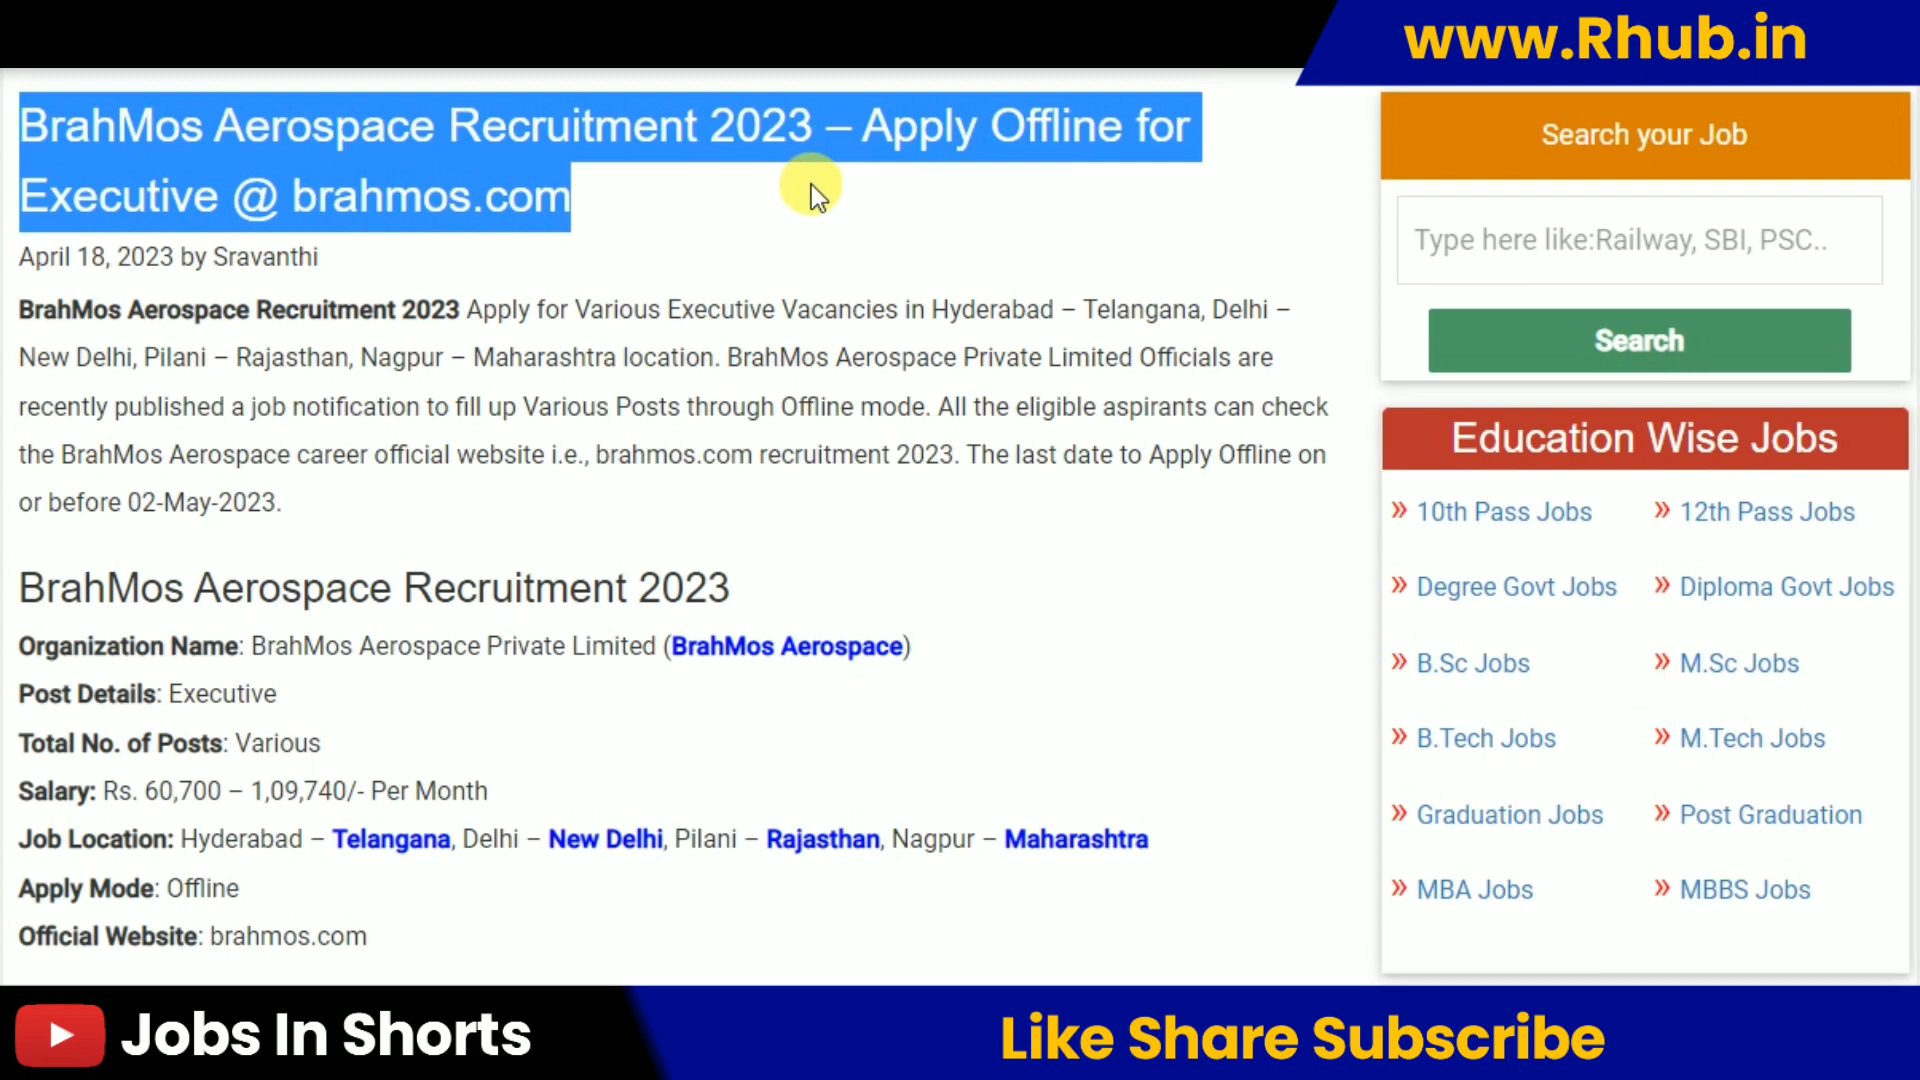 www.Rhub.in
BrahMos Aerospace Recruitment 2023 – Apply Offline for
Executive @ brahmos.com
April 18, 2023 by Sravanthi
BrahMos Aerospace Recruitment 2023 Apply for Various Executive Vacancies in Hyderabad – Telangana, Delhi –
New Delhi, Pilani – Rajasthan, Nagpur – Maharashtra location. BrahMos Aerospace Private Limited Officials are
recently published a job notification to fill up Various Posts through Offline mode. All the eligible aspirants can check
the BrahMos Aerospace career official website i.e., brahmos.com recruitment 2023. The last date to Apply Offline on
or before 02-May-2023.
BrahMos Aerospace Recruitment 2023
Organization Name: BrahMos Aerospace Private Limited (BrahMos Aerospace)
Post Details: Executive
Total No. of Posts: Various
Salary: Rs. 60,700 – 1,09,740/- Per Month
Job Location: Hyderabad – Telangana, Delhi – New Delhi, Pilani – Rajasthan, Nagpur – Maharashtra
Apply Mode: Offline
Official Website: brahmos.com
Search your Job
Type here like:Railway, SBI, PSC..
Search
Education Wise Jobs
» 10th Pass Jobs » 12th Pass Jobs
» Degree Govt Jobs » Diploma Govt Jobs
» B.Sc Jobs » M.Sc Jobs
» B.Tech Jobs » M.Tech Jobs
» Graduation Jobs » Post Graduation
» MBA Jobs » MBBS Jobs
Jobs In Shorts
Like Share Subscribe